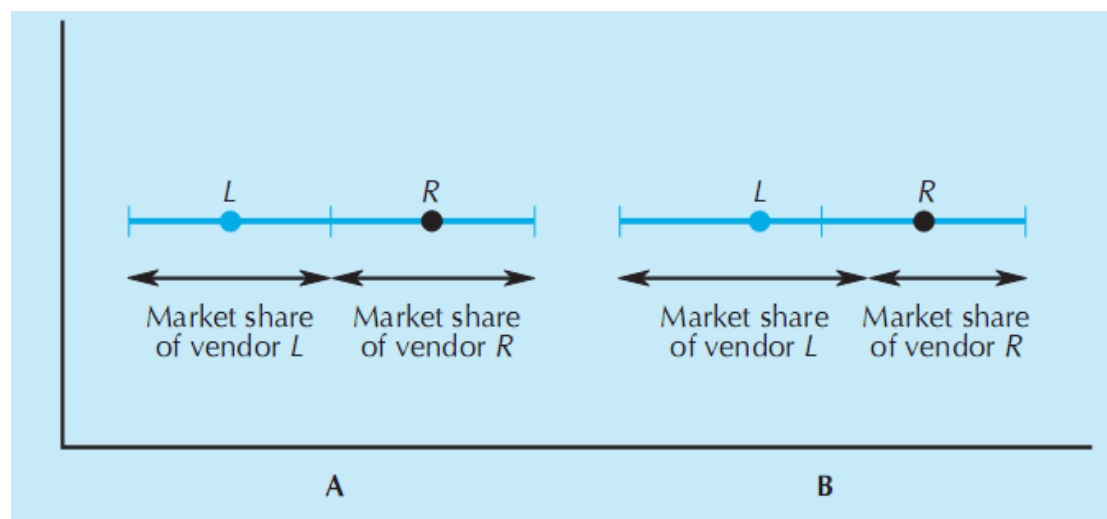 L R L R
Market share Market share Market share Market share
of vendor L of vendor R of vendor L of vendor R
A B